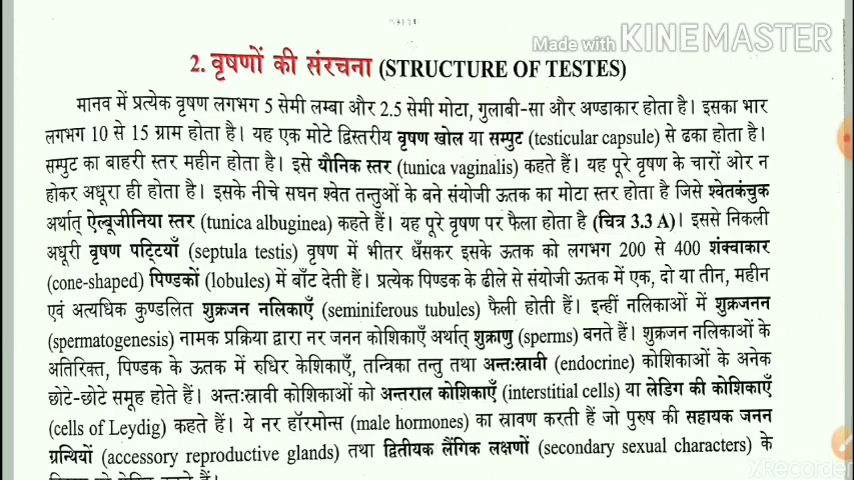 Made with KINEMASTER
2. वृषणों की संरचना (STRUCTURE OF TESTES)
मानव में प्रत्येक वृषण लगभग 5 सेमी लम्बा और 2.5 सेमी मोटा, गुलाबी-सा और अण्डाकार होता है। इसका भार
लगभग 10 से 15 ग्राम होता है। यह एक मोटे द्विस्तरीय वृषण खोल या सम्पुट (testicular capsule) से ढका होता है।
सम्पुट का बाहरी स्तर महीन होता है। इसे यौनिक स्तर (tunica vaginalis) कहते हैं। यह पूरे वृषण के चारों ओर न
होकर अधूरा ही होता है। इसके नीचे सघन श्वेत तन्तुओं के बने संयोजी ऊतक का मोटा स्तर होता है जिसे श्वेतकंचुक
अर्थात् ऐल्बूजीनिया स्तर (tunica albuginea) कहते हैं। यह पूरे वृषण पर फैला होता है (चित्र 3.3 A)। इससे निकली
अधूरी वृषण पट्टियाँ (septula testis) वृषण में भीतर धँसकर इसके ऊतक को लगभग 200 से 400 शंक्वाकार
(cone-shaped) पिण्डकों (lobules) में बाँट देती हैं। प्रत्येक पिण्डक के ढीले से संयोजी ऊतक में एक, दो या तीन, महीन
एवं अत्यधिक कुण्डलित शुक्रजन नलिकाएँ (seminiferous tubules) फैली होती हैं। इन्हीं नलिकाओं में शुक्रजनन
(spermatogenesis) नामक प्रक्रिया द्वारा नर जनन कोशिकाएँ अर्थात् शुक्राणु (sperms) बनते हैं। शुक्रजन नलिकाओं के
अतिरिक्त, पिण्डक के ऊतक में रुधिर केशिकाएँ, तन्त्रिका तन्तु तथा अन्तःस्रावी (endocrine) कोशिकाओं के अनेक
छोटे-छोटे समूह होते हैं। अन्तःस्रावी कोशिकाओं को अन्तराल कोशिकाएँ (interstitial cells) या लेडिग की कोशिकाएँ
(cells of Leydig) कहते हैं। ये नर हॉरमोन्स (male hormones) का स्रावण करती हैं जो पुरुष की सहायक जनन
ग्रन्थियों (accessory reproductive glands) तथा द्वितीयक लैंगिक लक्षणों (secondary sexual characters) के
XRecorder